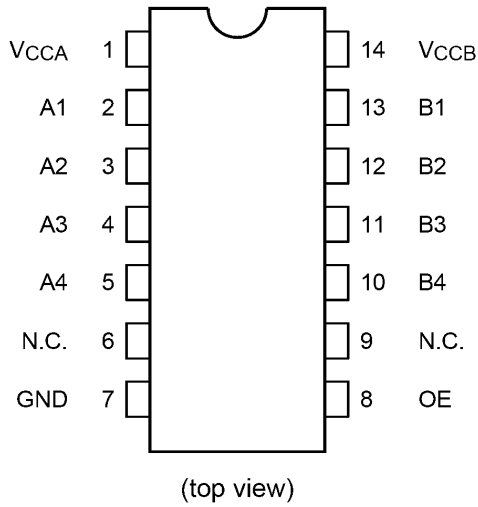 VCCA 1 14 VCCB
A1 2 13 B1
A2 3 12 B2
A3 4 11 B3
A4 5 10 B4
N.C. 6 9 N.C.
GND 7 8 OE
(top view)